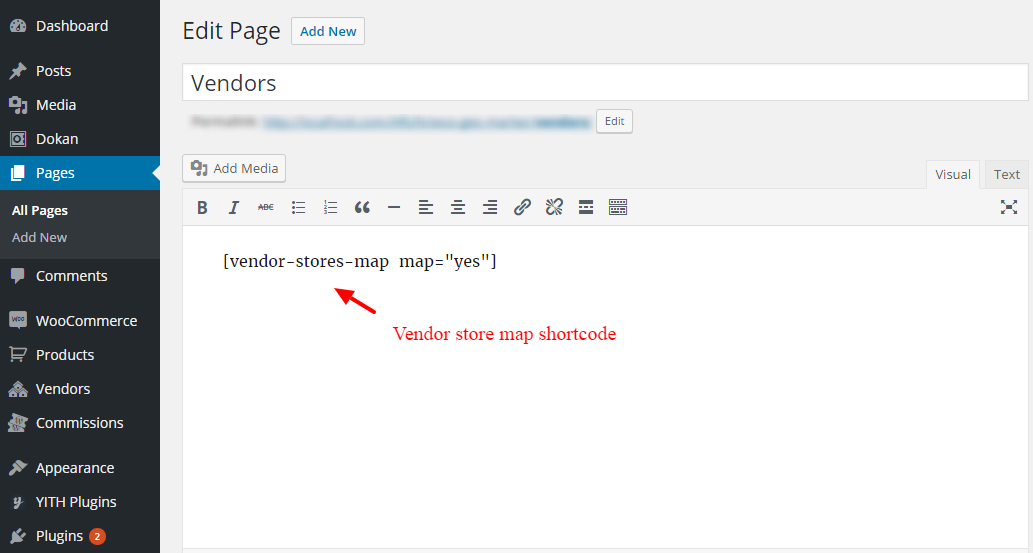 Dashboard
Posts
Media
Dokan
Pages
All Pages
Add New
Comments
WooCommerce
Products
Vendors
Commissions
Appearance
YITH Plugins
Plugins 2
Edit Page Add New
Vendors
Edit
Add Media
Visual Text
B I ABC
[vendor-stores-map map="yes"]
Vendor store map shortcode